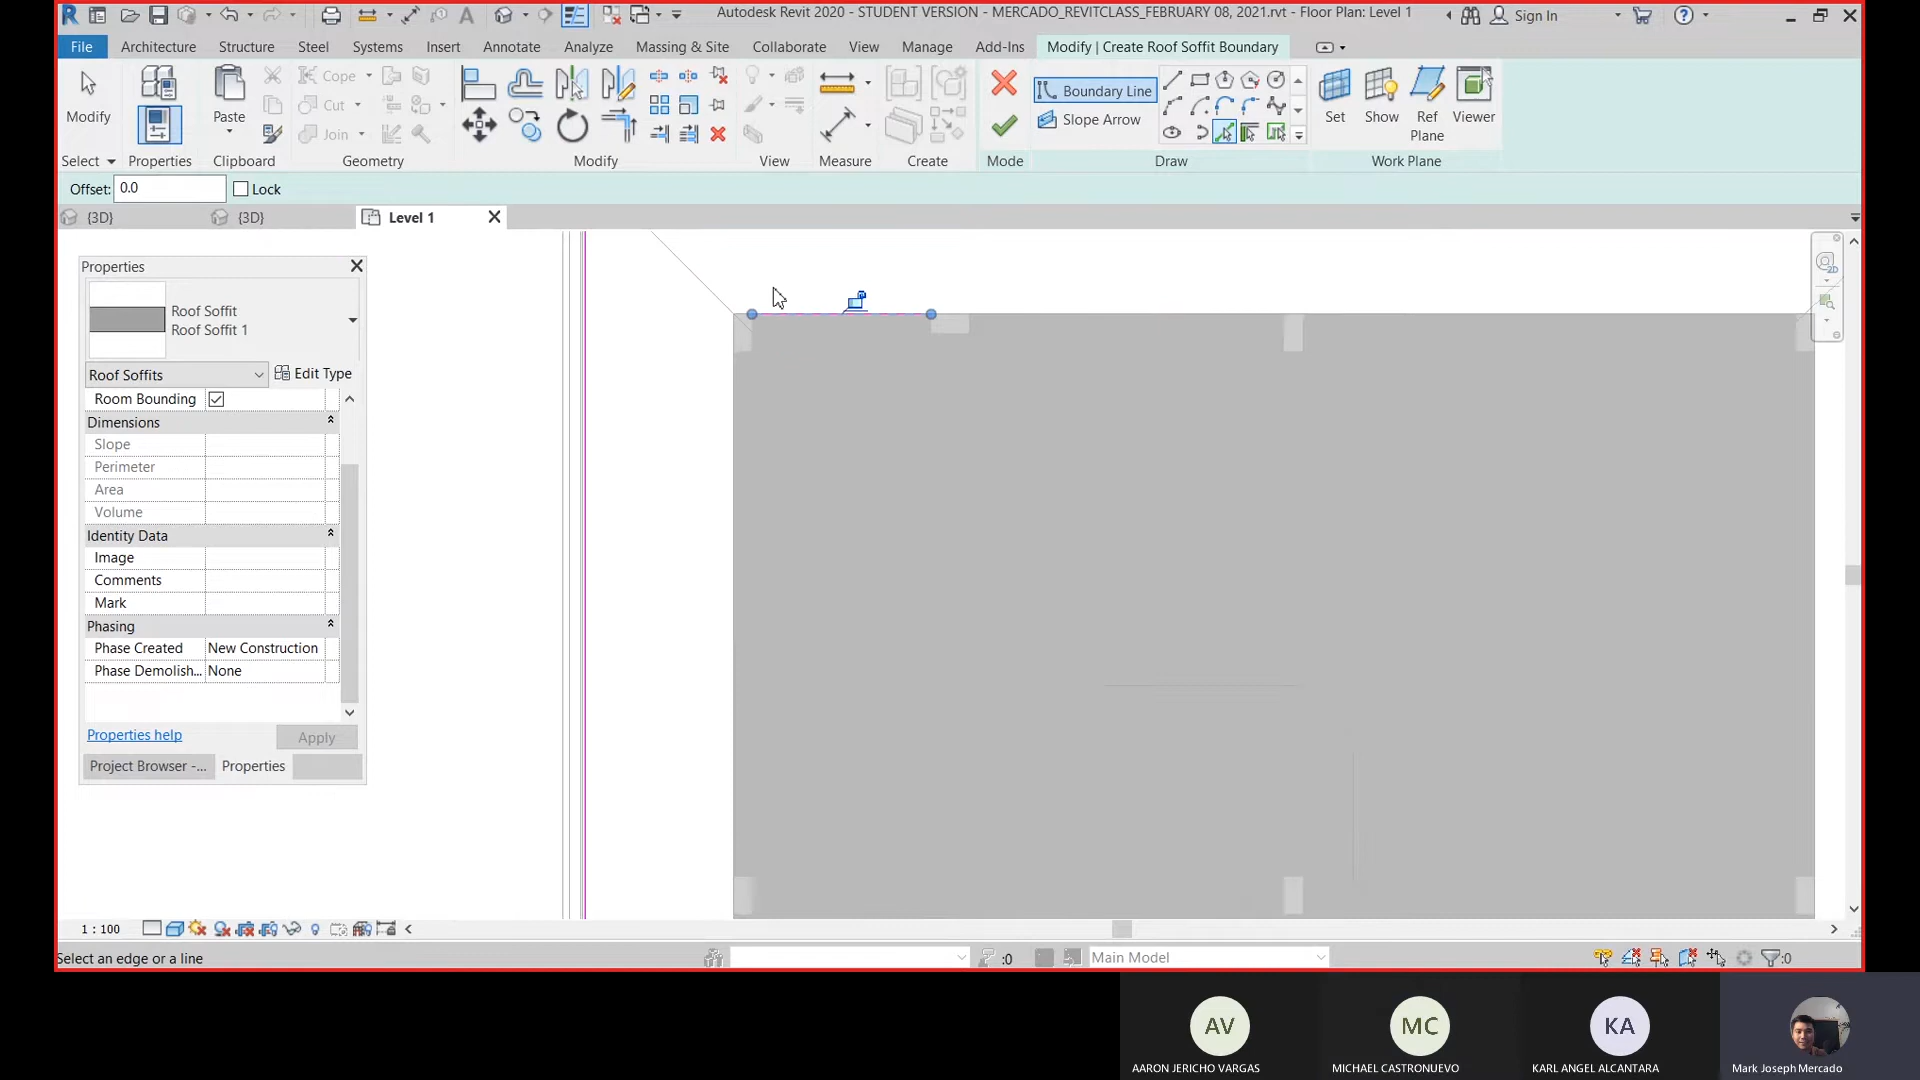 Autodesk Revit 2020 - STUDENT VERSION - MERCADO_REVITCLASS_FEBRUARY 08, 2021.rvt - Floor Plan: Level 1
Sign In
File Architecture Structure Steel Systems Insert Annotate Analyze Massing & Site Collaborate View Manage Add-Ins Modify | Create Roof Soffit Boundary
Modify
Paste
Cope
Cut
Join
Boundary Line
Slope Arrow
Set
Show
Ref
Plane
Viewer
Select Properties Clipboard Geometry Modify View Measure Create Mode Draw Work Plane
Offset: 0.0 Lock
{3D} {3D} Level 1
2D
Properties
Roof Soffit
Roof Soffit 1
Roof Soffits Edit Type
Room Bounding
Dimensions
Slope
Perimeter
Area
Volume
Identity Data
Image
Comments
Mark
Phasing
Phase Created New Construction
Phase Demolish... None
Properties help Apply
Project Browser -... Properties
1 : 100
Select an edge or a line
:0
Main Model
:0
AV
MC
KA
AARON JERICHO VARGAS
MICHAEL CASTRONUEVO
KARL ANGEL ALCANTARA
Mark Joseph Mercado